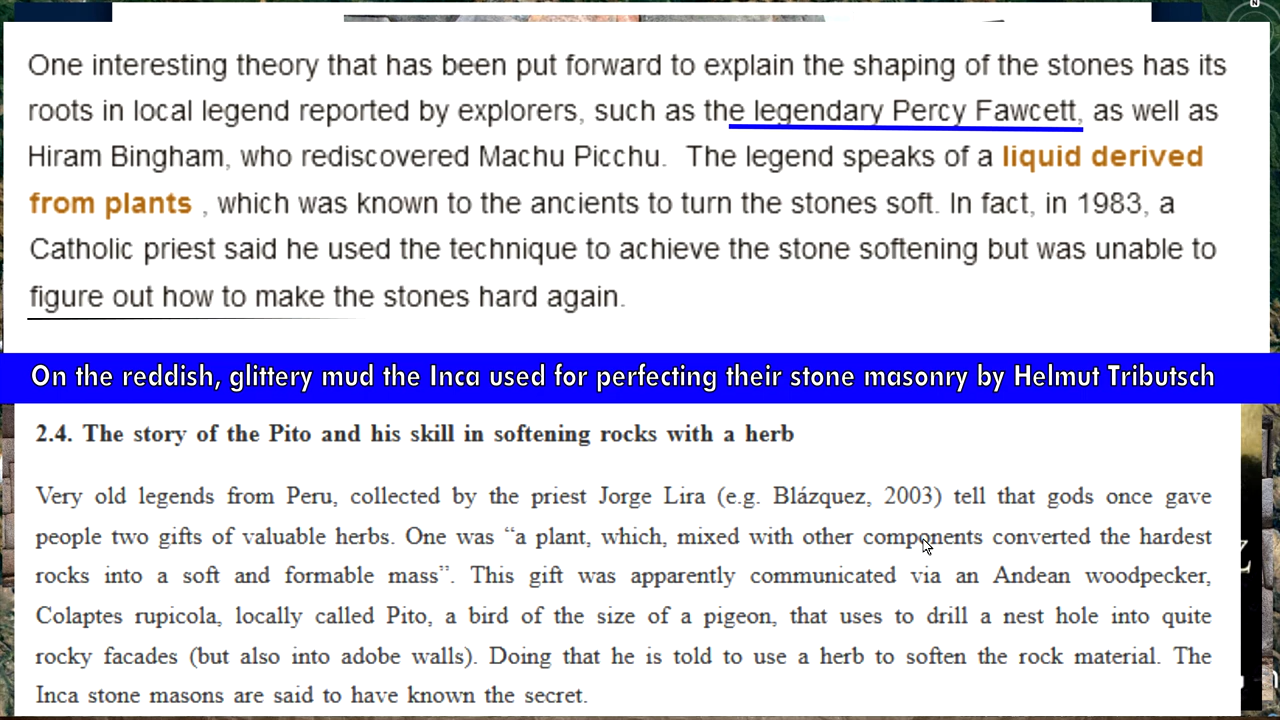 One interesting theory that has been put forward to explain the shaping of the stones has its
roots in local legend reported by explorers, such as the legendary Percy Fawcett, as well as
Hiram Bingham, who rediscovered Machu Picchu. The legend speaks of a liquid derived
from plants , which was known to the ancients to turn the stones soft. In fact, in 1983, a
Catholic priest said he used the technique to achieve the stone softening but was unable to
figure out how to make the stones hard again.
On the reddish, glittery mud the Inca used for perfecting their stone masonry by Helmut Tributsch
2.4. The story of the Pito and his skill in softening rocks with a herb
Very old legends from Peru, collected by the priest Jorge Lira (e.g. Blázquez, 2003) tell that gods once gave
people two gifts of valuable herbs. One was “a plant, which, mixed with other components converted the hardest
rocks into a soft and formable mass”. This gift was apparently communicated via an Andean woodpecker,
Colaptes rupicola, locally called Pito, a bird of the size of a pigeon, that uses to drill a nest hole into quite
rocky facades (but also into adobe walls). Doing that he is told to use a herb to soften the rock material. The
Inca stone masons are said to have known the secret.